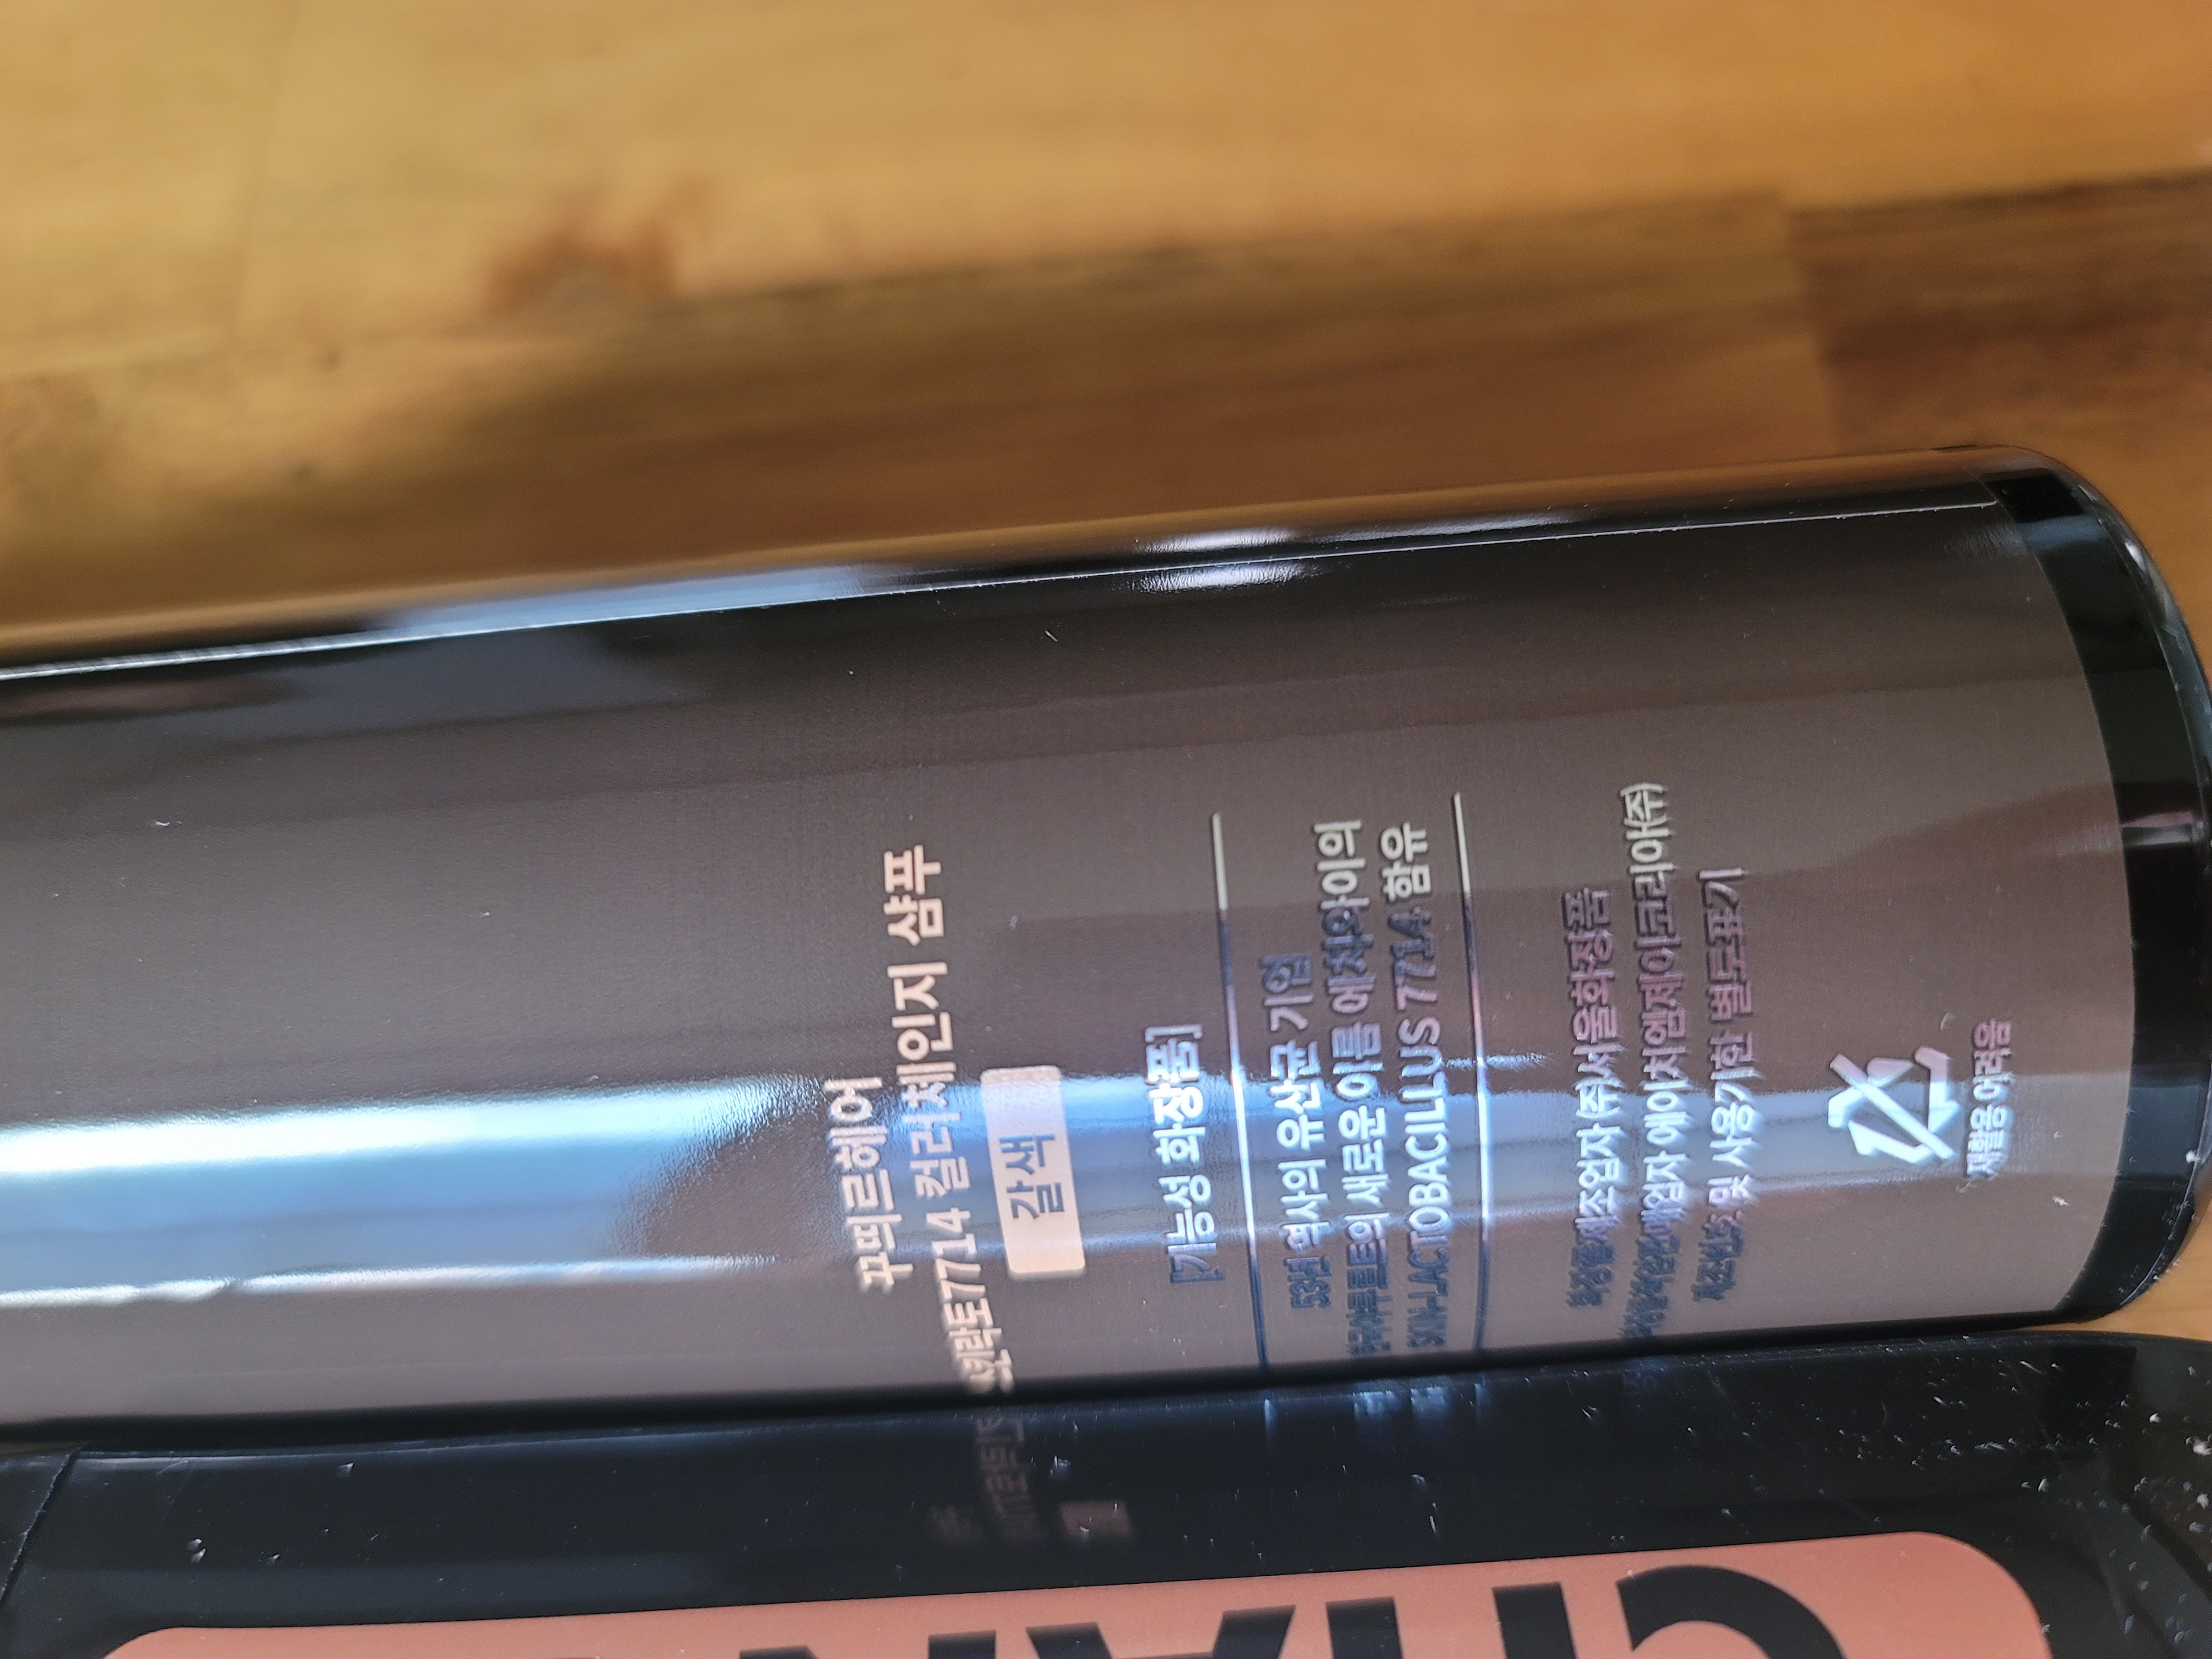 꾸띠르헤어
스킨락토7714 컬러체인지 샴푸
갈색
[기능성 화장품]
53년 역사의 유산균 기업
한국야쿠르트의 새로운 이름 에치와이의
SKIN-LACTOBACILLUS 7714 함유
화장품제조업자 (주)서울화장품
화장품책임판매업자 에이치엠제이코리아(주)
제조번호 및 사용기한 별도표기
재활용 어려움
CHAN